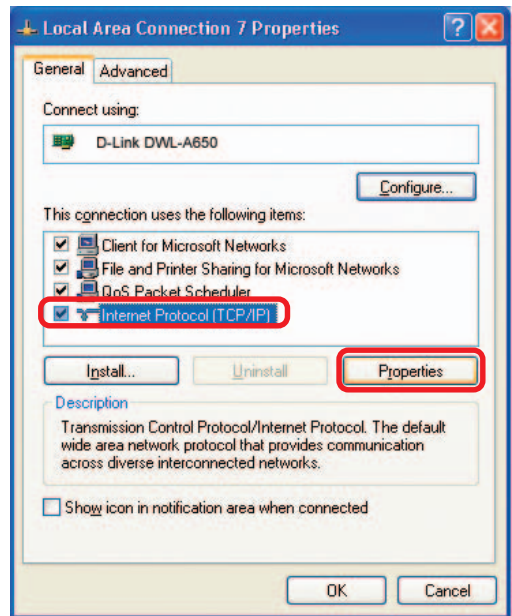 Local Area Connection 7 Properties
General Advanced
Connect using:
D-Link DWL-A650
Configure...
This connection uses the following items:
Client for Microsoft Networks
File and Printer Sharing for Microsoft Networks
QoS Packet Scheduler
Internet Protocol (TCP/IP)
Install... Uninstall Properties
Description
Transmission Control Protocol/Internet Protocol. The default
wide area network protocol that provides communication
across diverse interconnected networks.
Show icon in notification area when connected
OK Cancel